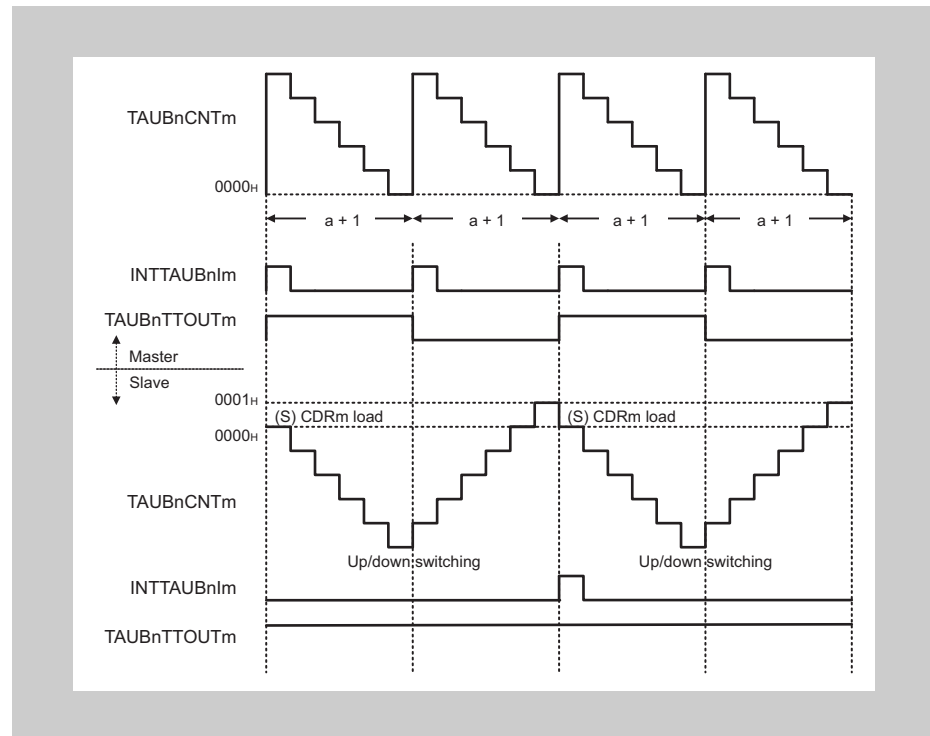 TAUBnCNTm
0000H
a + 1 a + 1 a + 1 a + 1
INTTAUBnIm
TAUBnTTOUTm
Master
Slave
0001H
(S) CDRm load (S) CDRm load
0000H
TAUBnCNTm
Up/down switching Up/down switching
INTTAUBnIm
TAUBnTTOUTm